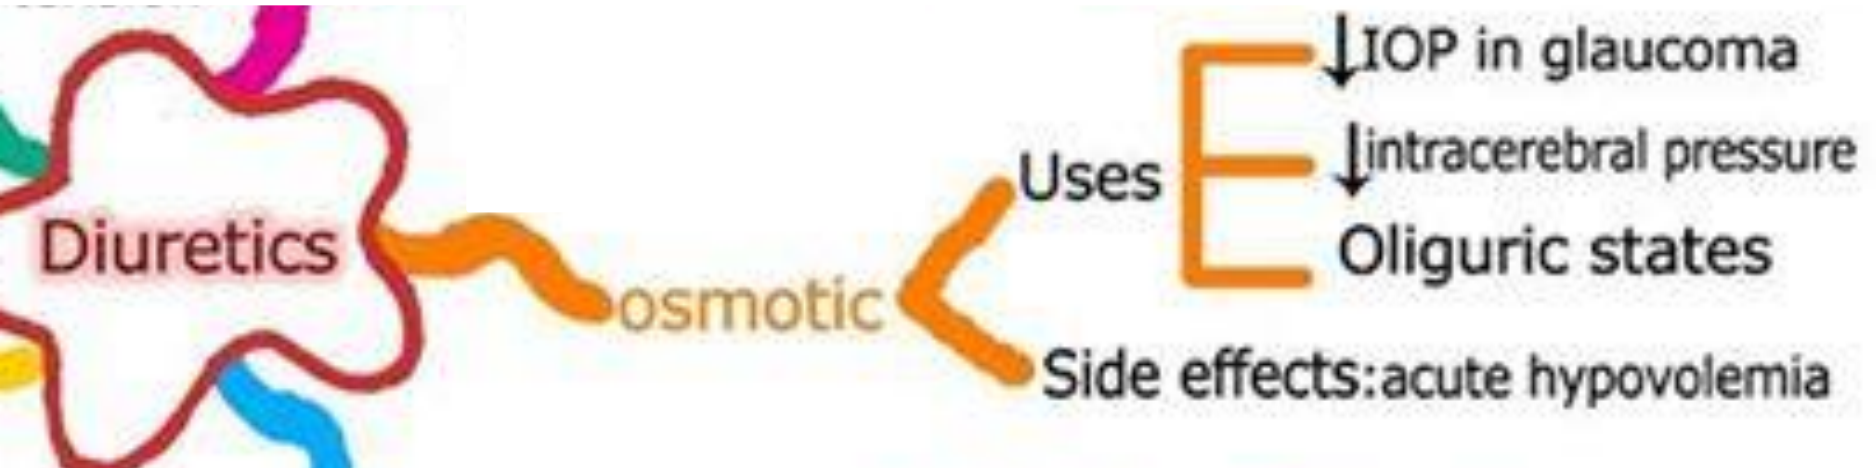 Diuretics
osmotic
Uses
↓IOP in glaucoma
↓intracerebral pressure
Oliguric states
Side effects:acute hypovolemia